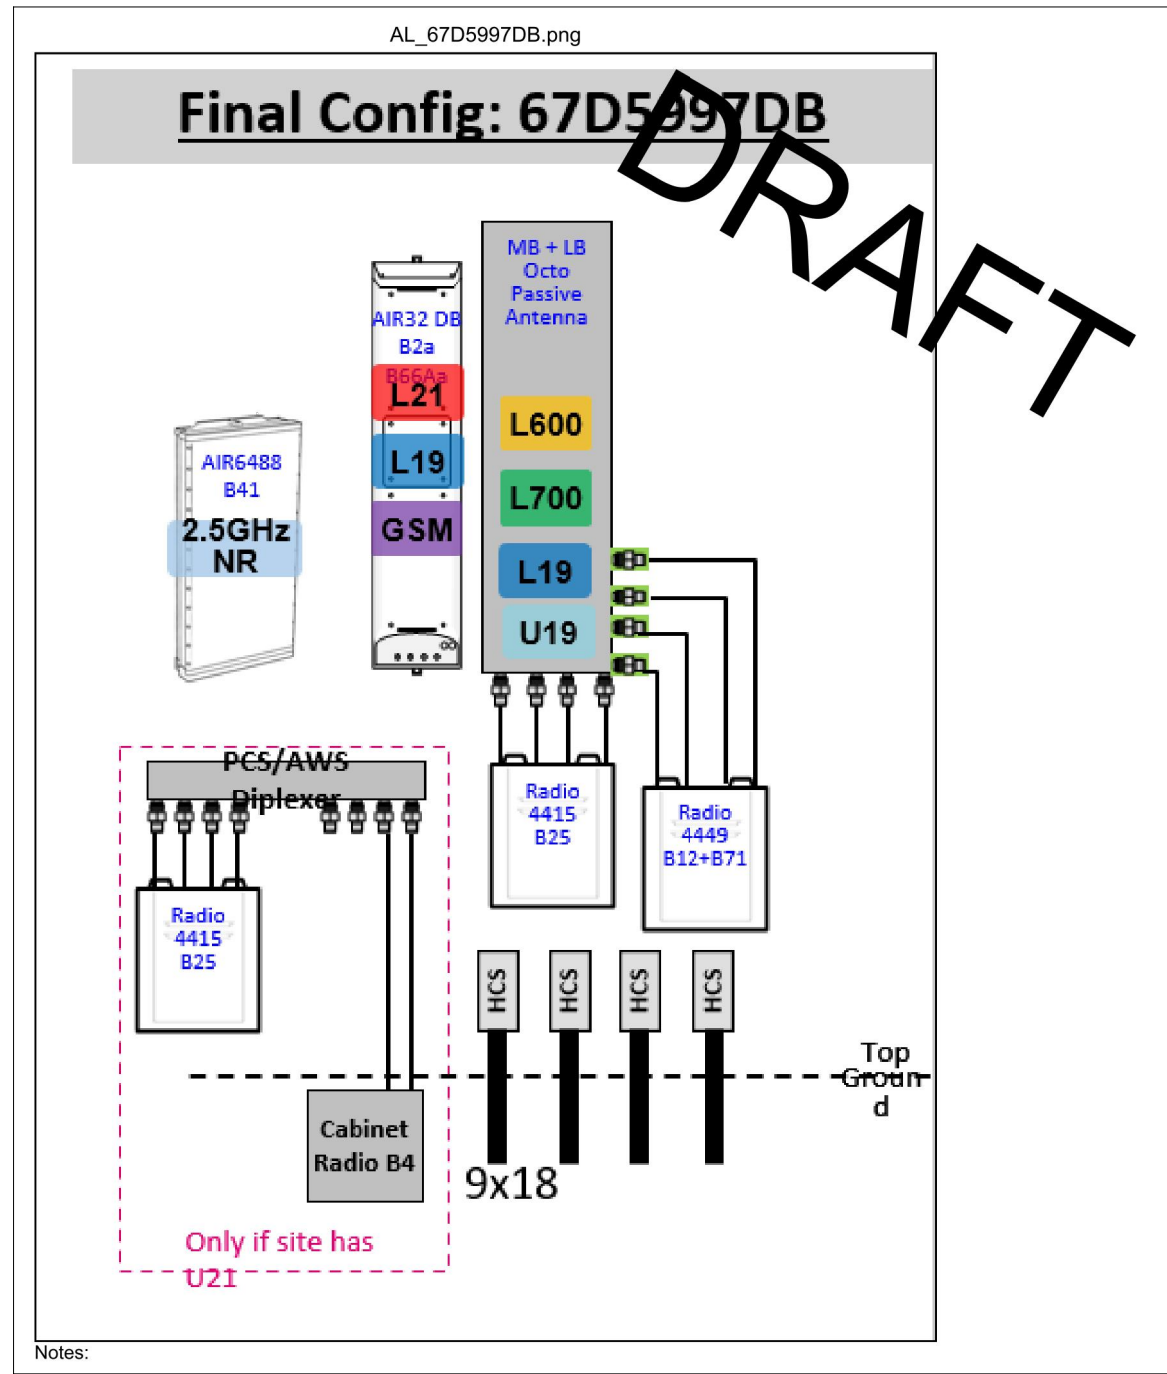 AL_67D5997DB.png
Final Config: 67D5997DB
DRAFT
MB + LB
Octo
Passive
Antenna
AIR32 DB
B2a
B66Aa
L21
L19
GSM
L600
L700
L19
U19
AIR6488
B41
2.5GHz
NR
PCS/AWS
Diplexer
Radio
4415
B25
Radio
4449
B12+B71
Radio
4415
B25
HCS
HCS
HCS
HCS
Top
Groun
d
Cabinet
Radio B4
9x18
Only if site has
U21
Notes: